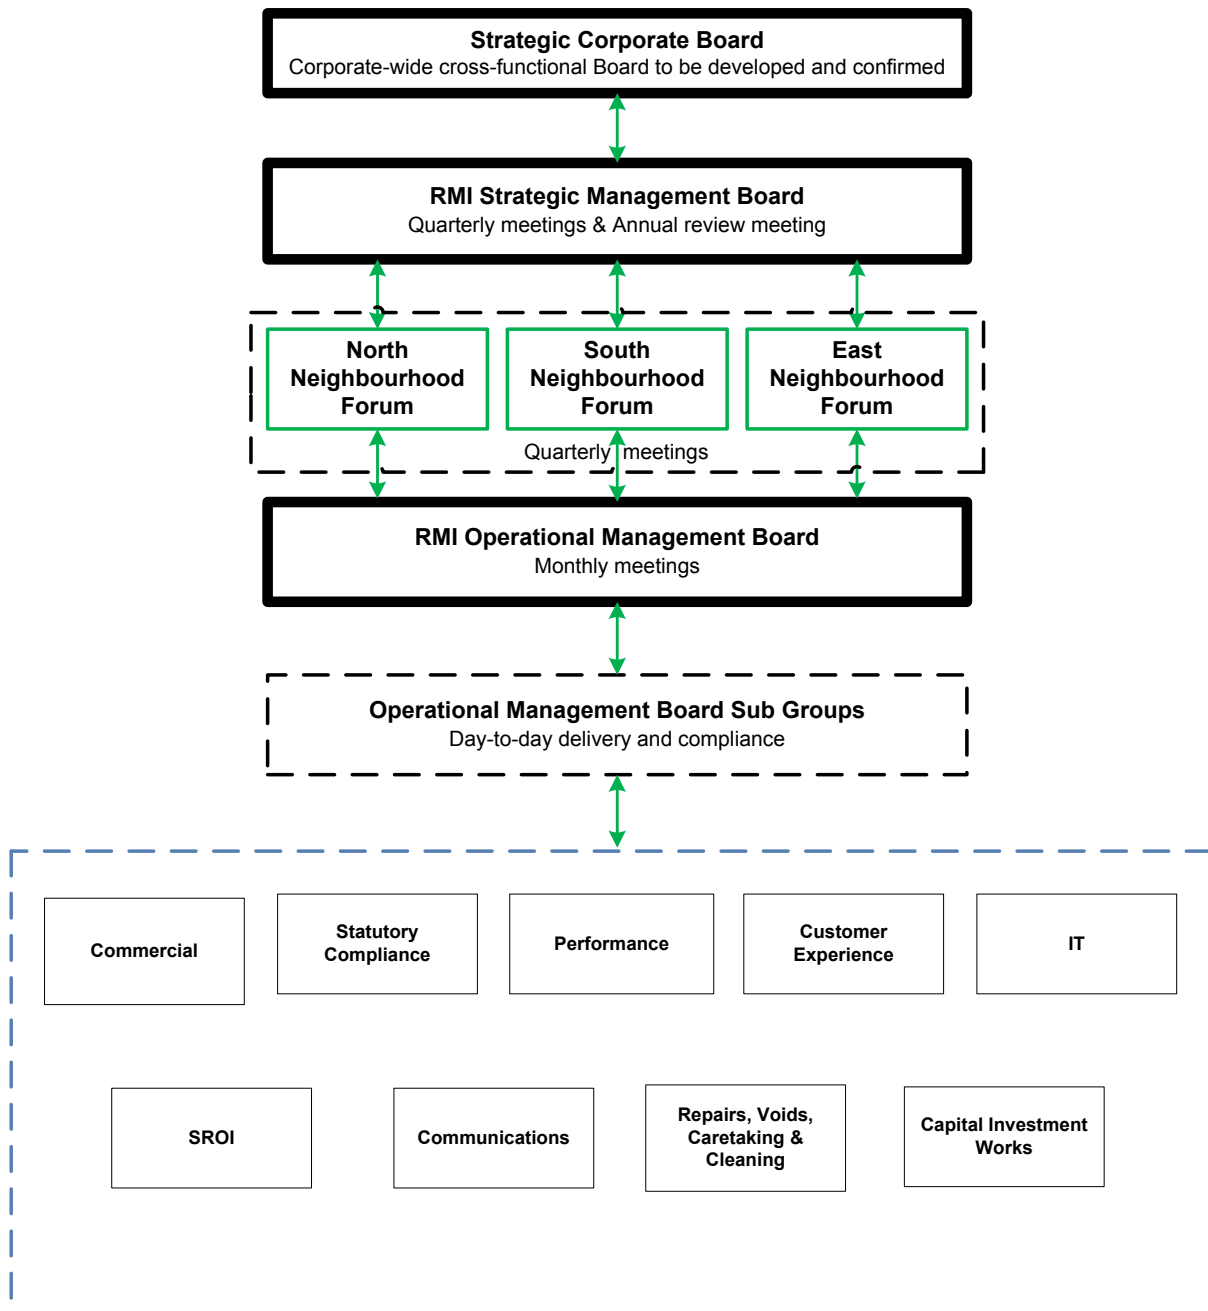 Strategic Corporate Board
Corporate-wide cross-functional Board to be developed and confirmed
RMI Strategic Management Board
Quarterly meetings & Annual review meeting
North
Neighbourhood
Forum
South
Neighbourhood
Forum
East
Neighbourhood
Forum
Quarterly meetings
RMI Operational Management Board
Monthly meetings
Operational Management Board Sub Groups
Day-to-day delivery and compliance
Commercial
Statutory
Compliance
Performance
Customer
Experience
IT
SROI
Communications
Repairs, Voids,
Caretaking &
Cleaning
Capital Investment
Works